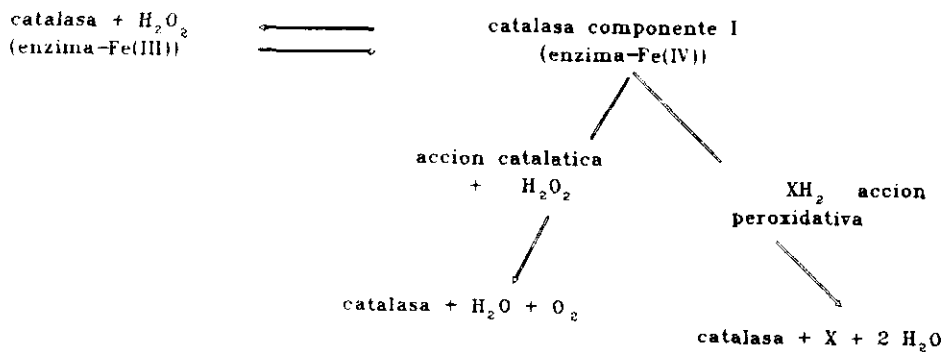 catalasa + H₂O₂
(enzima-Fe(III))
catalasa componente I
(enzima-Fe(IV))
accion catalatica
+ H₂O₂
XH₂ accion
peroxidativa
catalasa + H₂O + O₂
catalasa + X + 2 H₂O